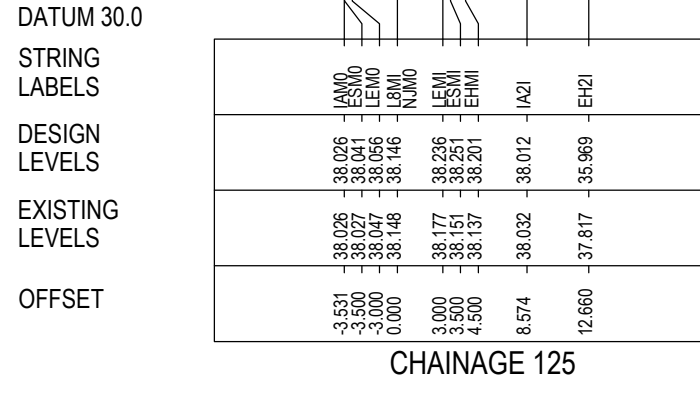 DATUM 30.0
STRING
LABELS
IAM0
ESM0
LEM0
L8MI
NJM0
LEMI
ESMI
EHMI
IA2I
EH2I
DESIGN
LEVELS
38.026
38.041
38.056
38.146
38.236
38.251
38.201
38.012
35.969
EXISTING
LEVELS
38.026
38.027
38.047
38.148
38.177
38.151
38.137
38.032
37.817
OFFSET
-3.531
-3.500
-3.000
0.000
3.000
3.500
4.500
8.574
12.660
CHAINAGE 125